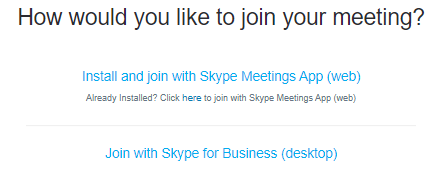 How would you like to join your meeting?
Install and join with Skype Meetings App (web)
Already Installed? Click here to join with Skype Meetings App (web)
Join with Skype for Business (desktop)